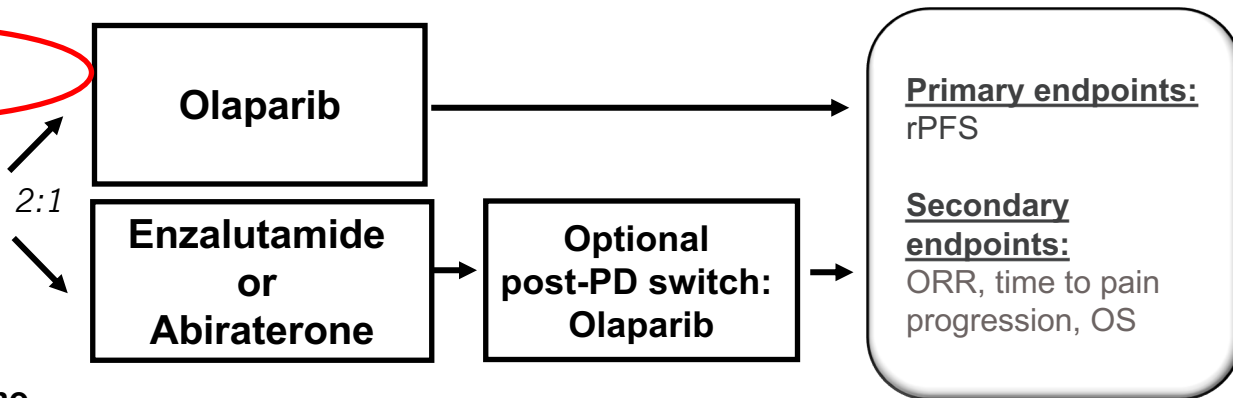 Olaparib
2:1
Enzalutamide
or
Abiraterone
Optional
post-PD switch:
Olaparib
Primary endpoints:
rPFS
Secondary
endpoints:
ORR, time to pain
progression, OS